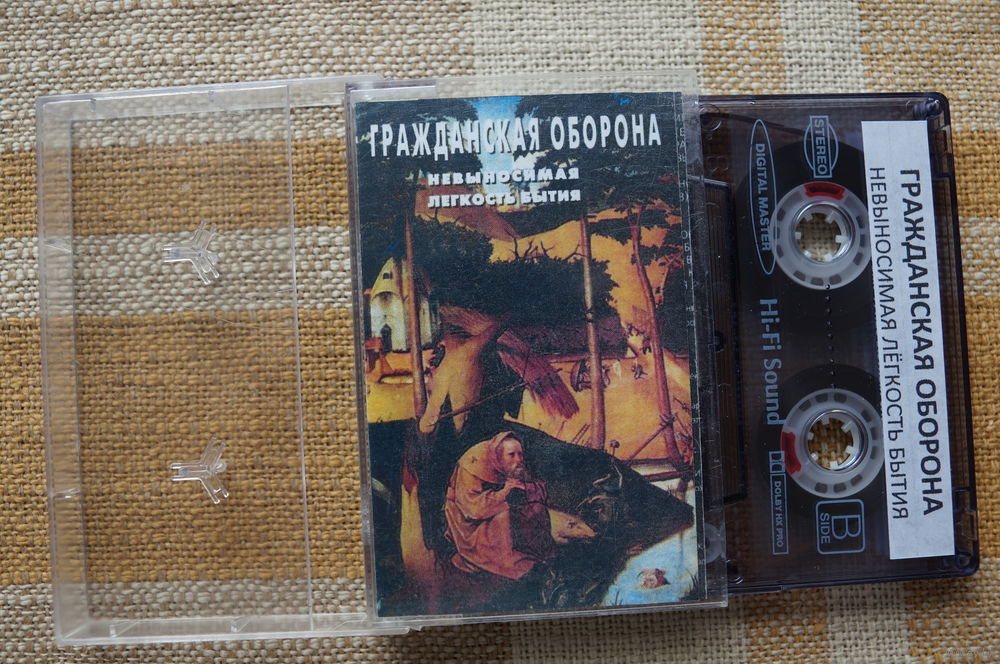 ГРАЖДАНСКАЯ ОБОРОНА
НЕВЫНОСИМАЯ
ЛЕГКОСТЬ БЫТИЯ
STEREO
DIGITAL MASTER
Hi-Fi Sound
DOLBY HX PRO
B
SIDE
ГРАЖДАНСКАЯ ОБОРОНА
НЕВЫНОСИМАЯ ЛЁГКОСТЬ БЫТИЯ